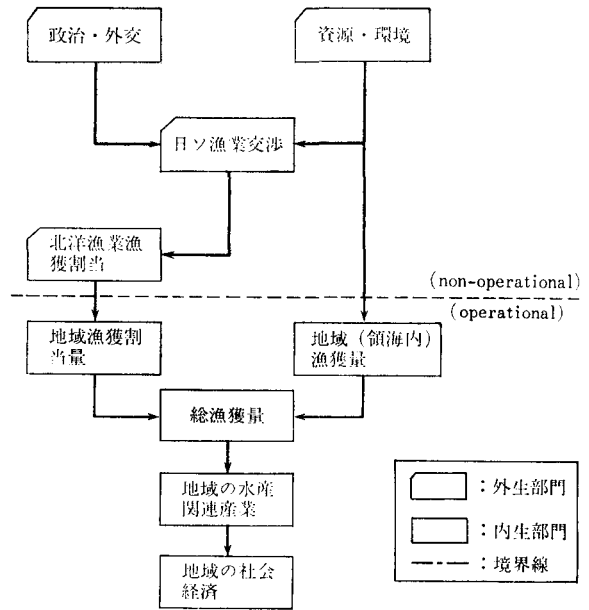 政治・外交
資源・環境
日ソ漁業交渉
北洋漁業漁
獲割当
(non-operational)
(operational)
地域漁獲割
当量
地域(領海内)
漁獲量
総漁獲量
地域の水産
関連産業
地域の社会
経済
:外生部門
:内生部門
:境界線